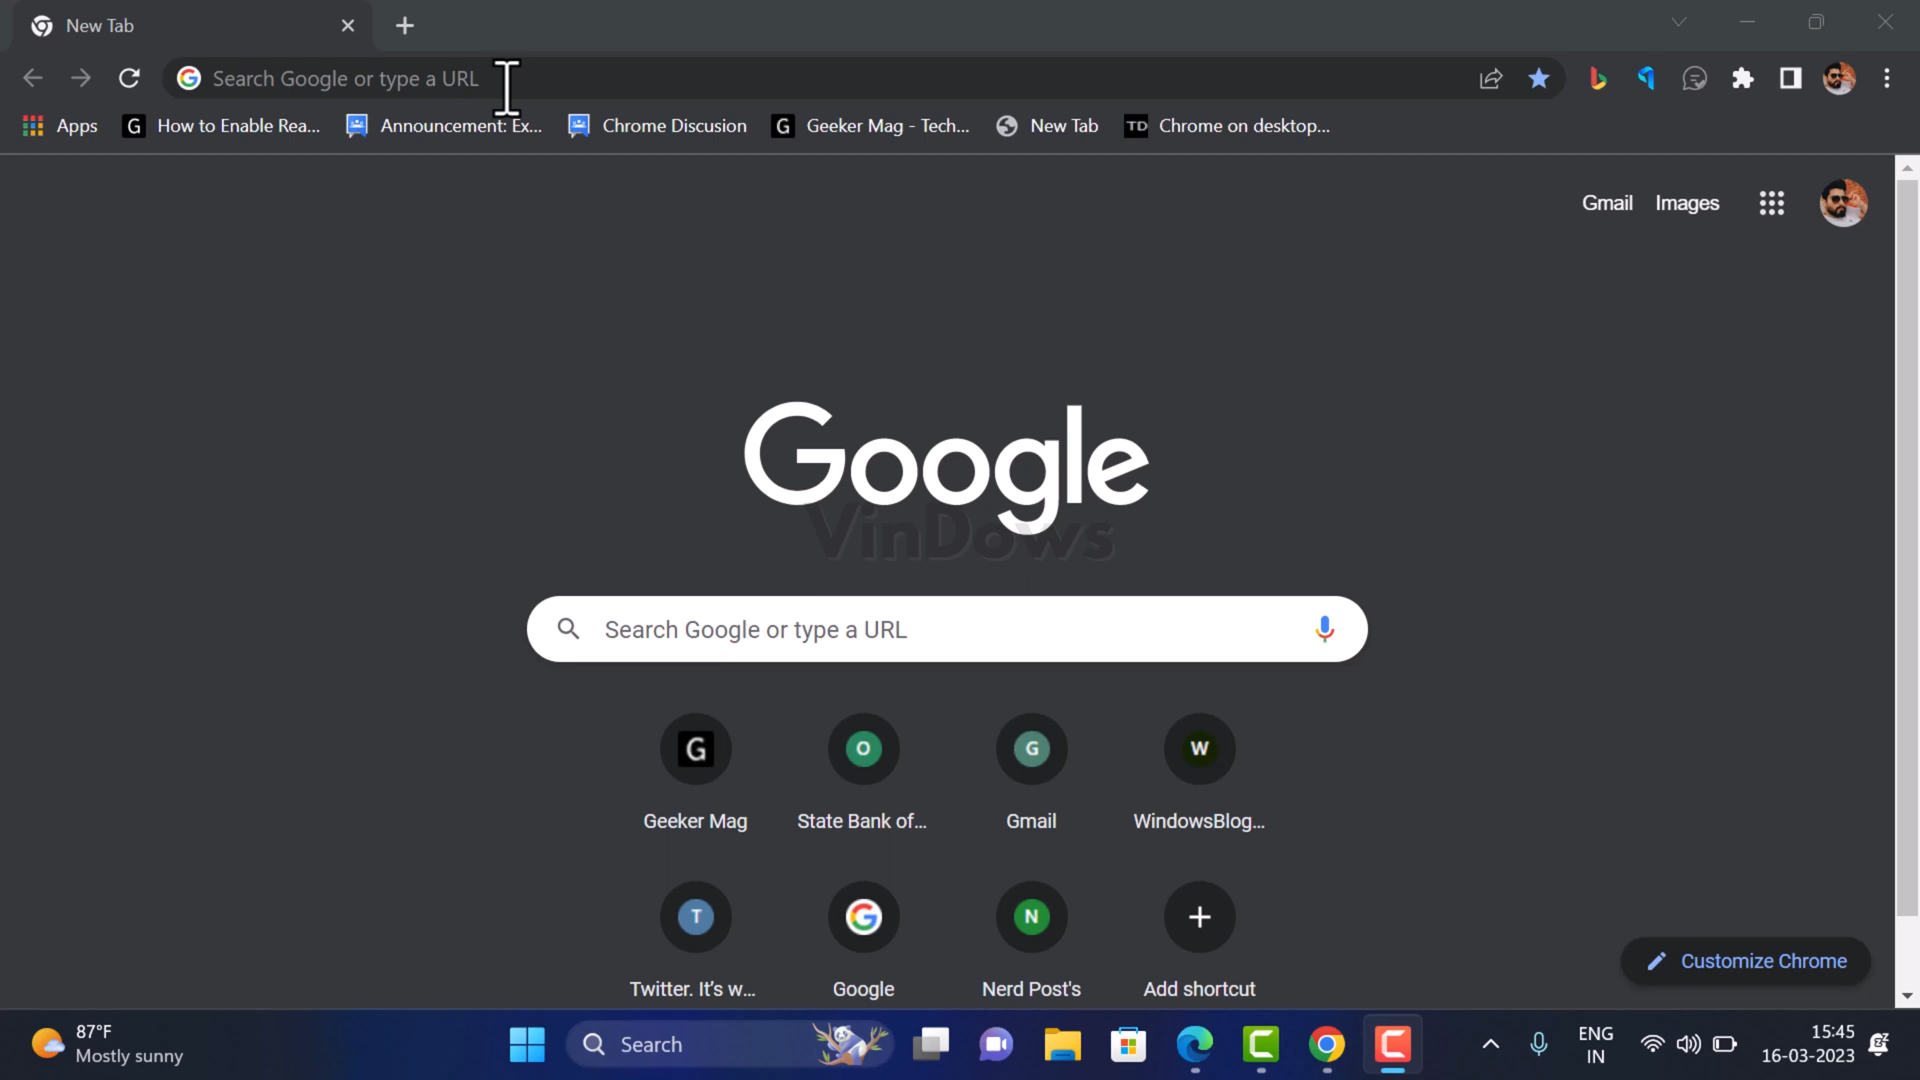 New Tab
Search Google or type a URL
Apps
G
How to Enable Rea...
Announcement: Ex...
Chrome Discusion
G
Geeker Mag - Tech...
New Tab
TD
Chrome on desktop...
Gmail
Images
Google
VinDows
Search Google or type a URL
G
O
G
W
Geeker Mag
State Bank of...
Gmail
WindowsBlog...
T
G
N
Twitter. It's w...
Google
Nerd Post's
Add shortcut
Customize Chrome
87°F
Mostly sunny
Search
ENG
IN
15:45
16-03-2023